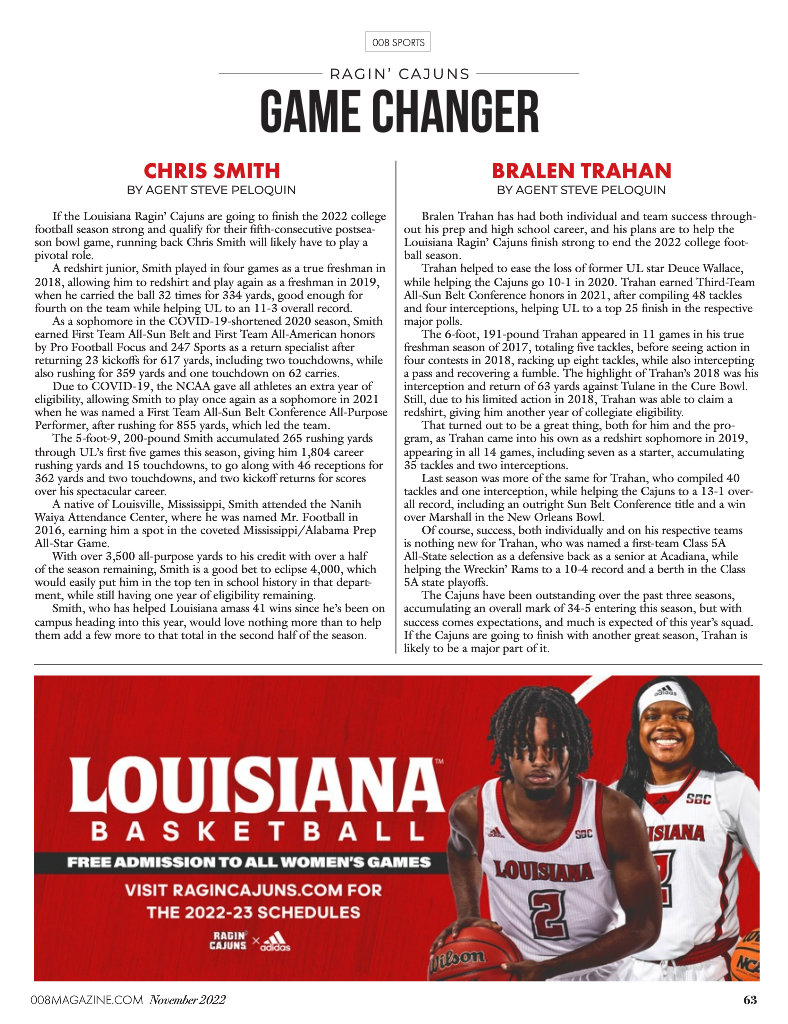 008 SPORTS
RAGIN' CAJUNS
GAME CHANGER
CHRIS SMITH
BY AGENT STEVE PELOQUIN
If the Louisiana Ragin' Cajuns are going to finish the 2022 college
football season strong and qualify for their fifth-consecutive postsea-
son bowl game, running back Chris Smith will likely have to play a
pivotal role.
A redshirt junior, Smith played in four games as a true freshman in
2018, allowing him to redshirt and play again as a freshman in 2019,
when he carried the ball 32 times for 334 yards, good enough for
fourth on the team while helping UL to an 11-3 overall record.
As a sophomore in the COVID-19-shortened 2020 season, Smith
earned First Team All-Sun Belt and First Team All-American honors
by Pro Football Focus and 247 Sports as a return specialist after
returning 23 kickoffs for 617 yards, including two touchdowns, while
also rushing for 359 yards and one touchdown on 62 carries.
Due to COVID-19, the NCAA gave all athletes an extra year of
eligibility, allowing Smith to play once again as a sophomore in 2021
when he was named a First Team All-Sun Belt Conference All-Purpose
Performer, after rushing for 855 yards, which led the team.
The 5-foot-9, 200-pound Smith accumulated 265 rushing yards
through UL's first five games this season, giving him 1,804 career
rushing yards and 15 touchdowns, to go along with 46 receptions for
362 yards and two touchdowns, and two kickoff returns for scores
over his spectacular career.
A native of Louisville, Mississippi, Smith attended the Nanih
Waiya Attendance Center, where he was named Mr. Football in
2016, earning him a spot in the coveted Mississippi/Alabama Prep
All-Star Game.
With over 3,500 all-purpose yards to his credit with over a half
of the season remaining, Smith is a good bet to eclipse 4,000, which
would easily put him in the top ten in school history in that depart-
ment, while still having one year of eligibility remaining.
Smith, who has helped Louisiana amass 41 wins since he's been on
campus heading into this year, would love nothing more than to help
them add a few more to that total in the second half of the season.
BRALEN TRAHAN
BY AGENT STEVE PELOQUIN
Bralen Trahan has had both individual and team success through-
out his prep and high school career, and his plans are to help the
Louisiana Ragin' Cajuns finish strong to end the 2022 college foot-
ball season.
Trahan helped to ease the loss of former UL star Deuce Wallace,
while helping the Cajuns go 10-1 in 2020. Trahan earned Third-Team
All-Sun Belt Conference honors in 2021, after compiling 48 tackles
and four interceptions, helping UL to a top 25 finish in the respective
major polls.
The 6-foot, 191-pound Trahan appeared in 11 games in his true
freshman season of 2017, totaling five tackles, before seeing action in
four contests in 2018, racking up eight tackles, while also intercepting
a pass and recovering a fumble. The highlight of Trahan's 2018 was his
interception and return of 63 yards against Tulane in the Cure Bowl.
Still, due to his limited action in 2018, Trahan was able to claim a
redshirt, giving him another year of collegiate eligibility.
That turned out to be a great thing, both for him and the pro-
gram, as Trahan came into his own as a redshirt sophomore in 2019,
appearing in all 14 games, including seven as a starter, accumulating
35 tackles and two interceptions.
Last season was more of the same for Trahan, who compiled 40
tackles and one interception, while helping the Cajuns to a 13-1 over-
all record, including an outright Sun Belt Conference title and a win
over Marshall in the New Orleans Bowl.
Of course, success, both individually and on his respective teams
is nothing new for Trahan, who was named a first-team Class 5A
All-State selection as a defensive back as a senior at Acadiana, while
helping the Wreckin' Rams to a 10-4 record and a berth in the Class
5A state playoffs.
The Cajuns have been outstanding over the past three seasons,
accumulating an overall mark of 34-5 entering this season, but with
success comes expectations, and much is expected of this year's squad.
If the Cajuns are going to finish with another great season, Trahan is
likely to be a major part of it.
LOUISIANA™
BASKETBALL
FREE ADMISSION TO ALL WOMEN'S GAMES
VISIT RAGINCAJUNS.COM FOR
THE 2022-23 SCHEDULES
RAGIN'
CAJUNS × adidas
adidas
SBC
LOUISIANA
2
Wilson
SBC
ISIANA
NCA
008MAGAZINE.COM November 2022
63